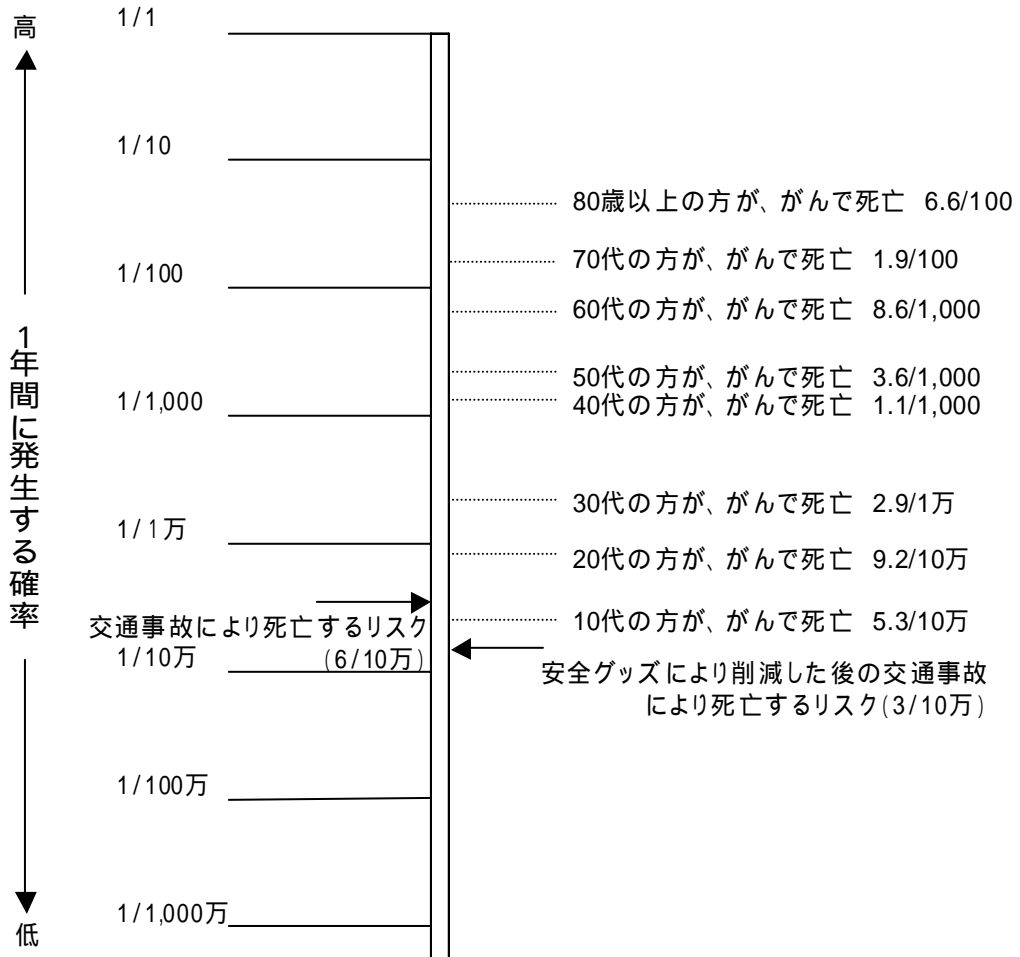 高
1年間に発生する確率
低
1/1
1/10
1/100
1/1,000
1/1万
1/10万
1/100万
1/1,000万
交通事故により死亡するリスク
(6/10万)
80歳以上の方が、がんで死亡 6.6/100
70代の方が、がんで死亡 1.9/100
60代の方が、がんで死亡 8.6/1,000
50代の方が、がんで死亡 3.6/1,000
40代の方が、がんで死亡 1.1/1,000
30代の方が、がんで死亡 2.9/1万
20代の方が、がんで死亡 9.2/10万
10代の方が、がんで死亡 5.3/10万
安全グッズにより削減した後の交通事故
により死亡するリスク(3/10万)